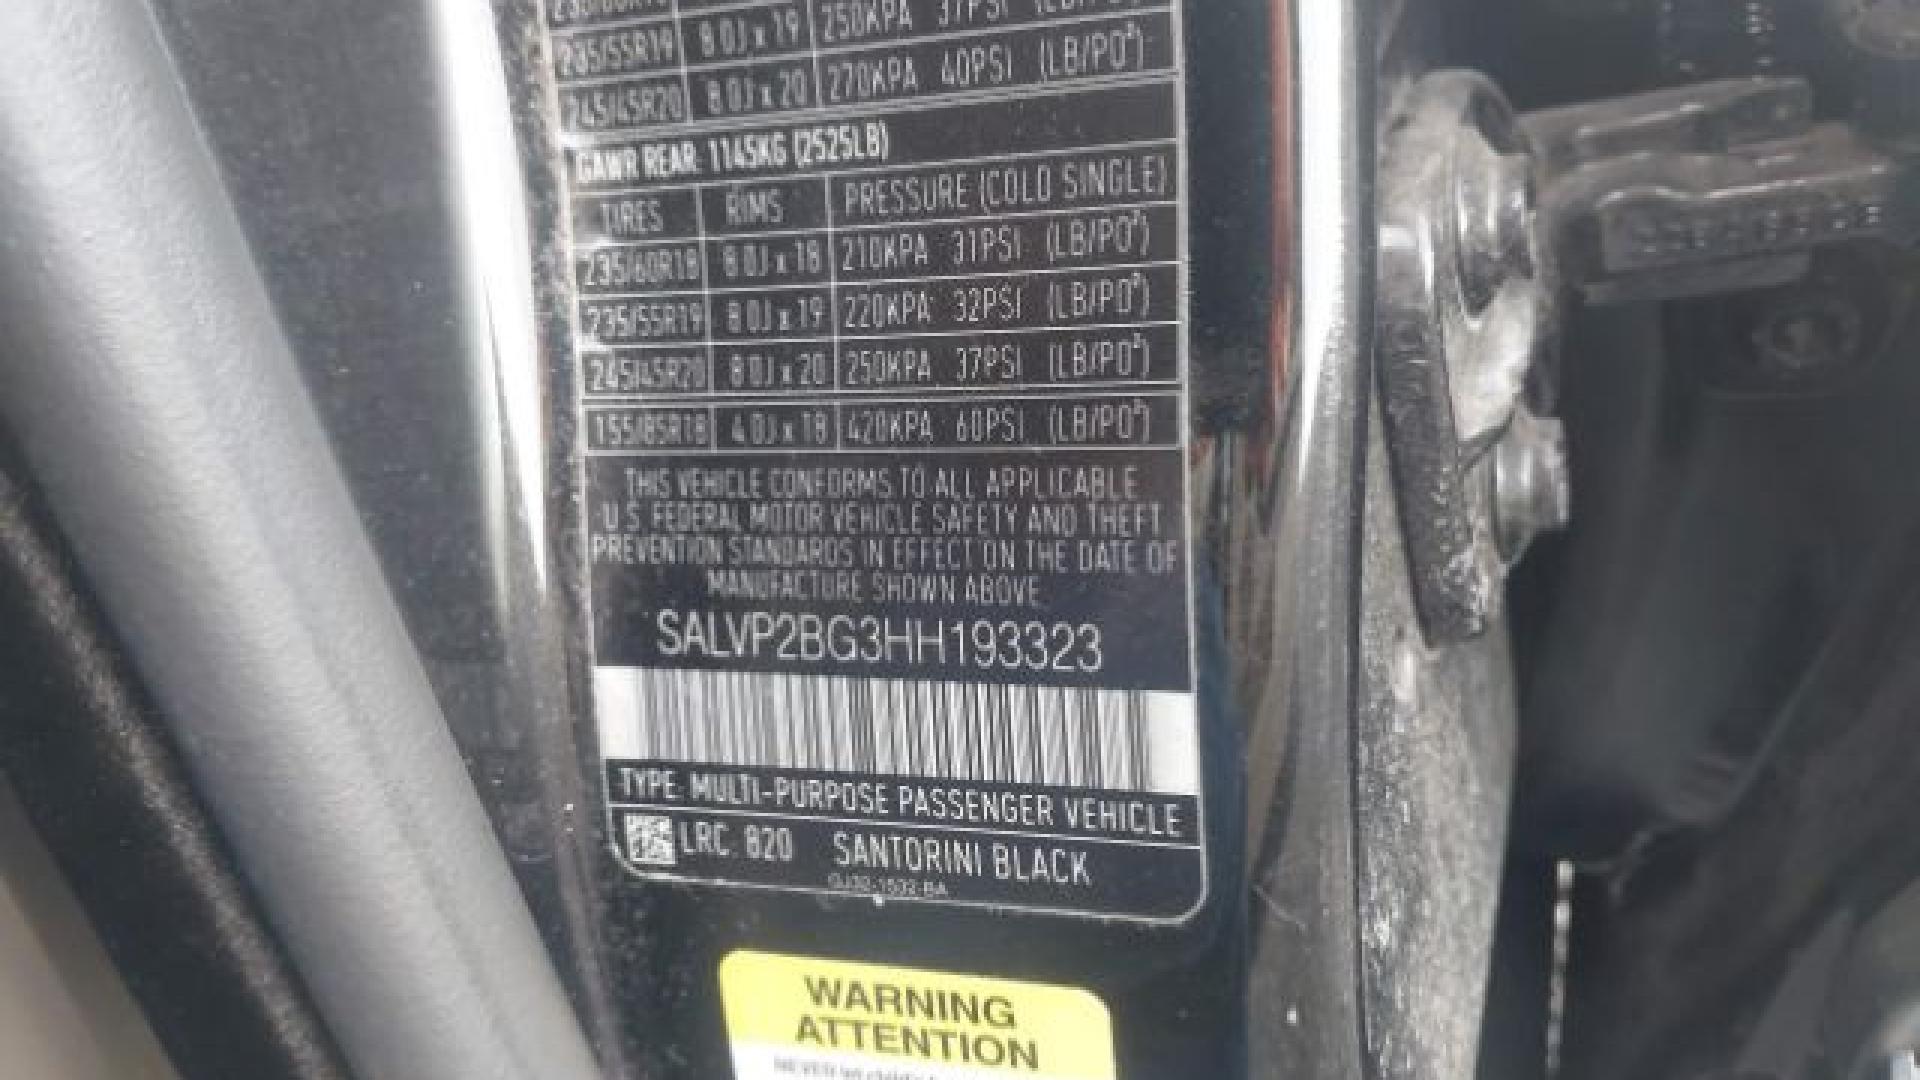 235/55R19 8.0J x 19 250KPA 37PSI
245/45R20 8.0J x 20 270KPA 40PSI (LB/PO²)
GAWR REAR: 1145KG (2525LB)
TIRES RIMS PRESSURE (COLD SINGLE)
235/60R18 8.0J x 18 210KPA 31PSI (LB/PO²)
235/55R19 8.0J x 19 220KPA 32PSI (LB/PO²)
245/45R20 8.0J x 20 250KPA 37PSI (LB/PO²)
155/85R18 4.0J x 18 420KPA 60PSI (LB/PO²)
THIS VEHICLE CONFORMS TO ALL APPLICABLE
U.S. FEDERAL MOTOR VEHICLE SAFETY AND THEFT
PREVENTION STANDARDS IN EFFECT ON THE DATE OF
MANUFACTURE SHOWN ABOVE
SALVP2BG3HH193323
TYPE: MULTI-PURPOSE PASSENGER VEHICLE
LRC 820 SANTORINI BLACK
GJ32-1532-BA
WARNING
ATTENTION
NEVER